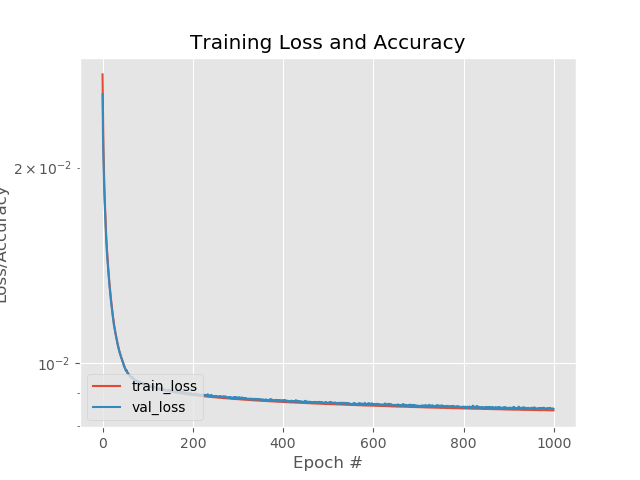 Training Loss and Accuracy
Loss/Accuracy
2 × 10⁻²
10⁻²
train_loss
val_loss
0 200 400 600 800 1000
Epoch #